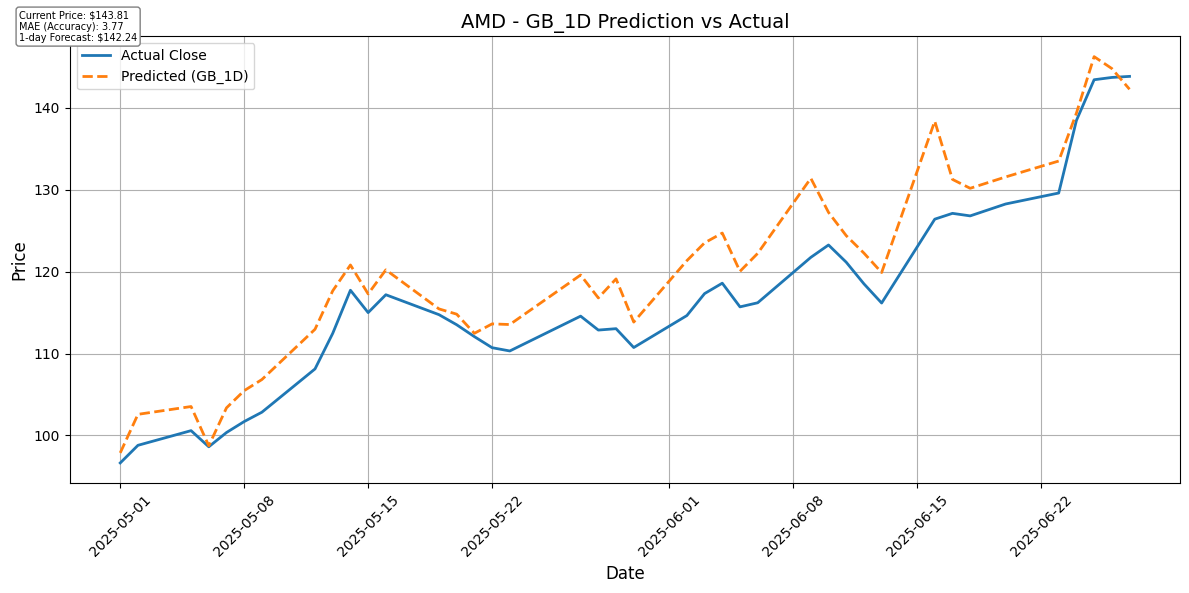 AMD - GB_1D Prediction vs Actual
Current Price: $143.81
MAE (Accuracy): 3.77
1-day Forecast: $142.24
Actual Close
Predicted (GB_1D)
Price
140
130
120
110
100
2025-05-01
2025-05-08
2025-05-15
2025-05-22
2025-06-01
2025-06-08
2025-06-15
2025-06-22
Date